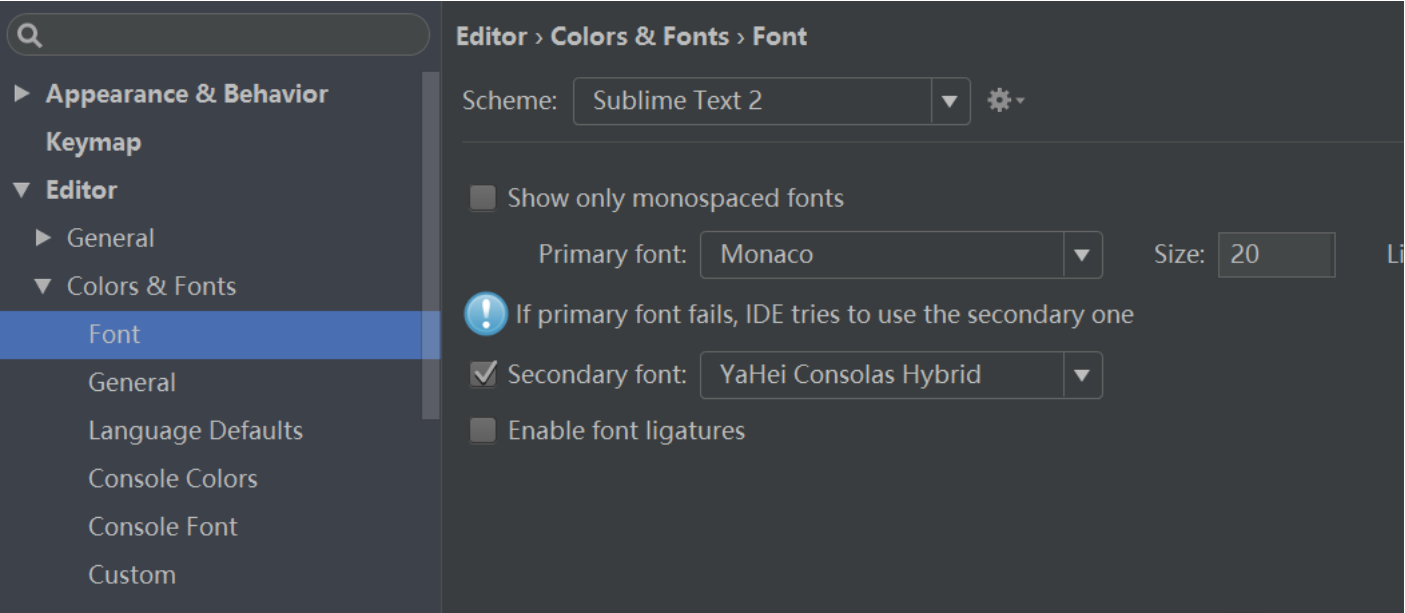 Appearance & Behavior
Keymap
Editor
General
Colors & Fonts
Font
General
Language Defaults
Console Colors
Console Font
Custom
Editor › Colors & Fonts › Font
Scheme: Sublime Text 2
Show only monospaced fonts
Primary font: Monaco Size: 20 Li
If primary font fails, IDE tries to use the secondary one
Secondary font: YaHei Consolas Hybrid
Enable font ligatures